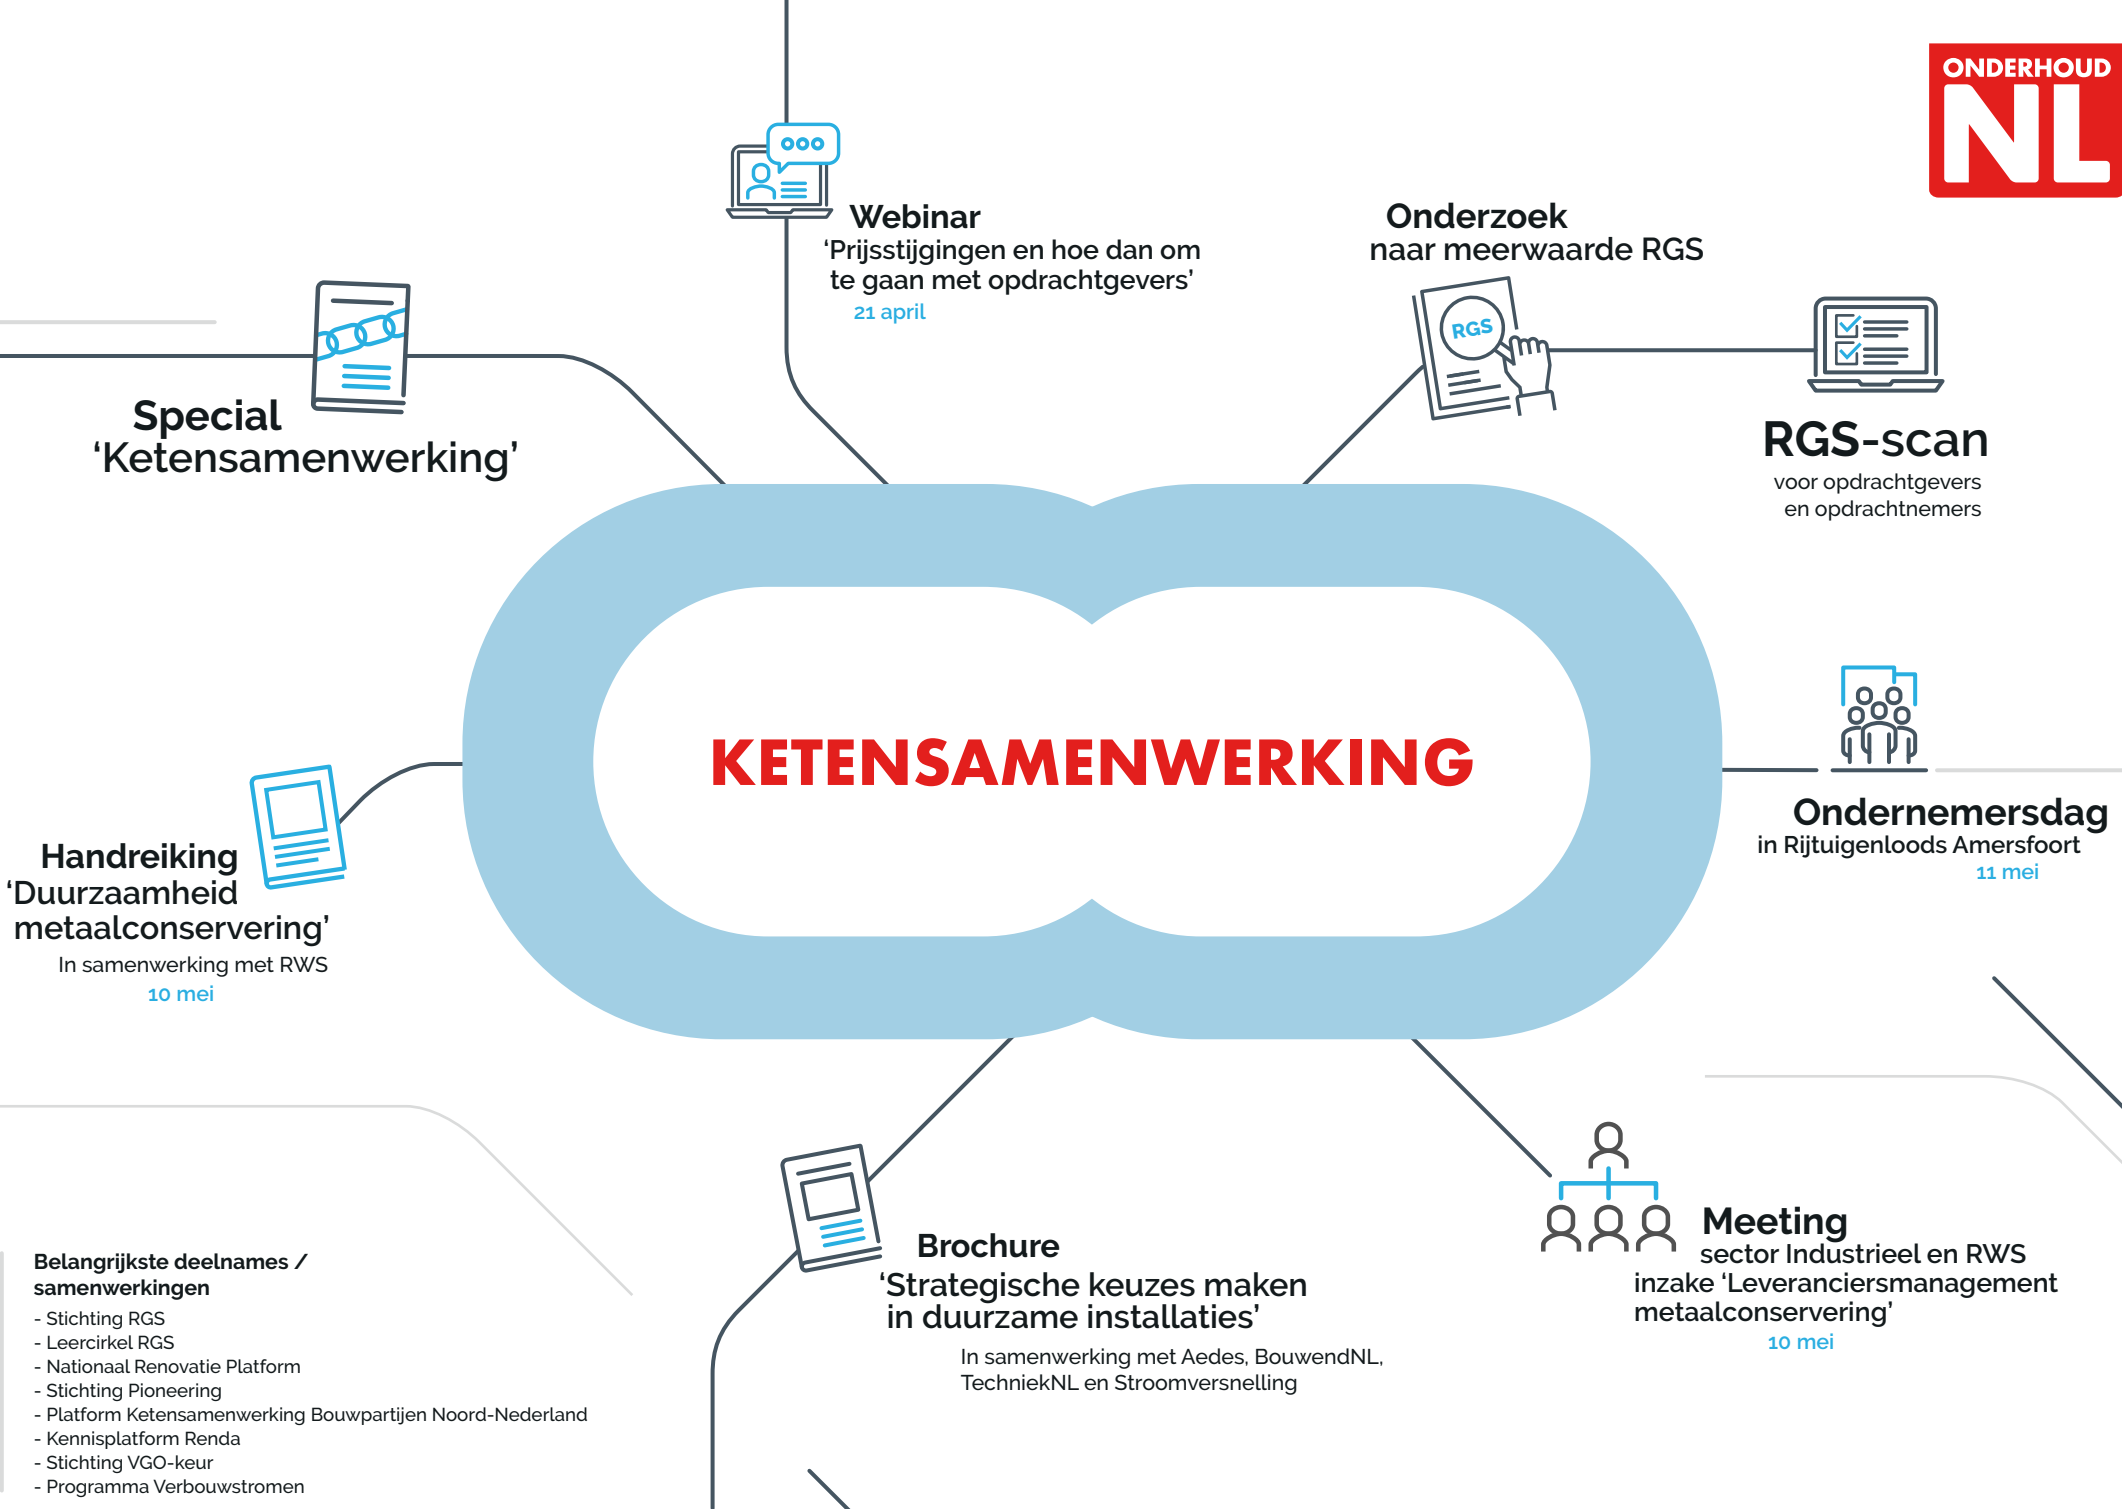 ONDERHOUD
NL
Webinar
‘Prijsstijgingen en hoe dan om
te gaan met opdrachtgevers’
21 april
Onderzoek
naar meerwaarde RGS
RGS
RGS-scan
voor opdrachtgevers
en opdrachtnemers
Special
‘Ketensamenwerking’
KETENSAMENWERKING
Ondernemersdag
in Rijtuigenloods Amersfoort
11 mei
Handreiking
‘Duurzaamheid
metaalconservering’
In samenwerking met RWS
10 mei
Brochure
‘Strategische keuzes maken
in duurzame installaties’
In samenwerking met Aedes, BouwendNL,
TechniekNL en Stroomversnelling
Meeting
sector Industrieel en RWS
inzake ‘Leveranciersmanagement
metaalconservering’
10 mei
Belangrijkste deelnames /
samenwerkingen
- Stichting RGS
- Leercirkel RGS
- Nationaal Renovatie Platform
- Stichting Pioneering
- Platform Ketensamenwerking Bouwpartijen Noord-Nederland
- Kennisplatform Renda
- Stichting VGO-keur
- Programma Verbouwstromen